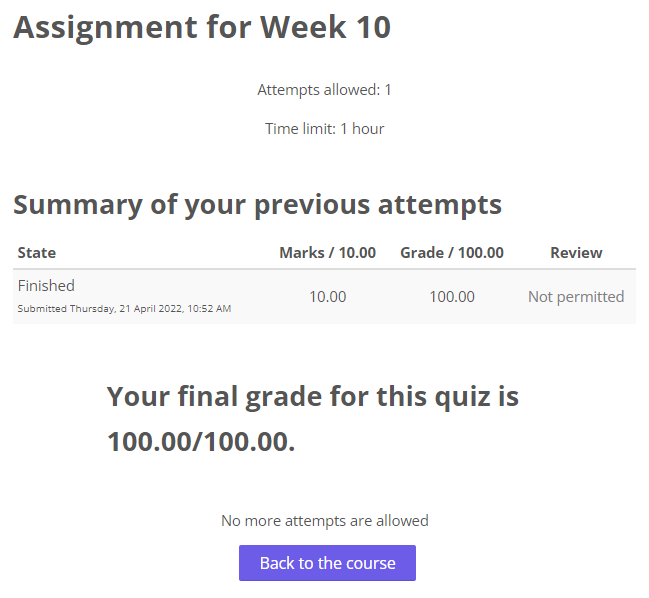 Assignment for Week 10
Attempts allowed: 1
Time limit: 1 hour
Summary of your previous attempts
State Marks / 10.00 Grade / 100.00 Review
Finished
Submitted Thursday, 21 April 2022, 10:52 AM
10.00 100.00 Not permitted
Your final grade for this quiz is
100.00/100.00.
No more attempts are allowed
Back to the course